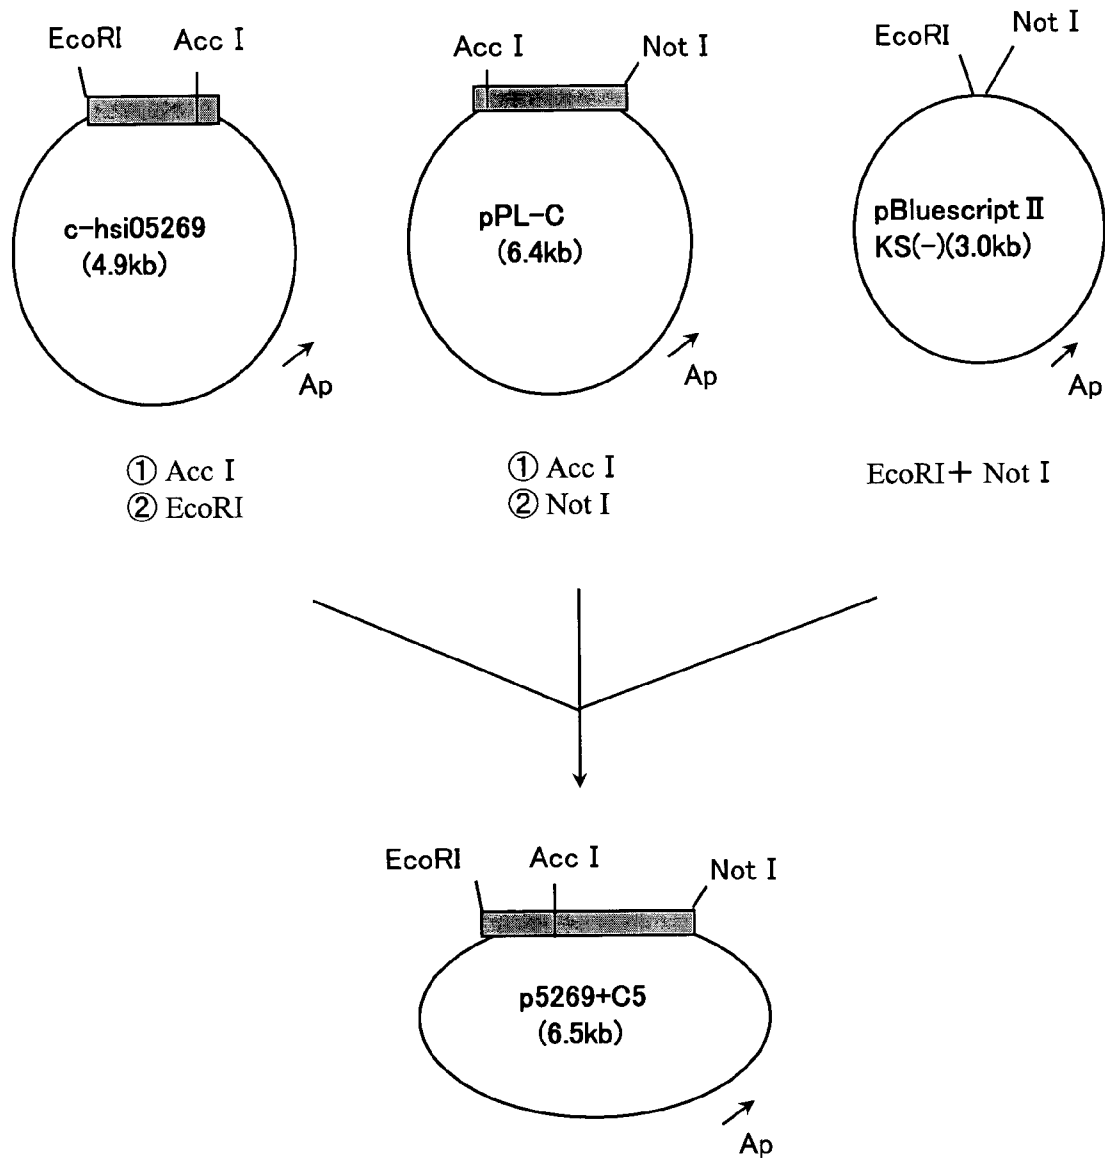 EcoRI
Acc Ⅰ
c-hsi05269
(4.9kb)
Ap
① Acc Ⅰ
② EcoRI
Acc Ⅰ
Not Ⅰ
pPL-C
(6.4kb)
Ap
① Acc Ⅰ
② Not Ⅰ
EcoRI
Not Ⅰ
pBluescript Ⅱ
KS(-)(3.0kb)
Ap
EcoRI+ Not Ⅰ
EcoRI
Acc Ⅰ
Not Ⅰ
p5269+C5
(6.5kb)
Ap